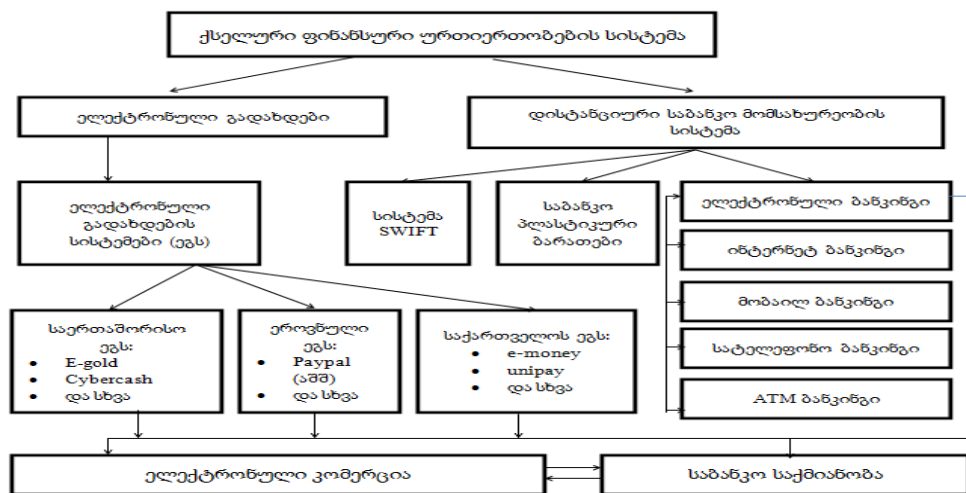 ქსელური ფინანსური ურთიერთობების სისტემა
ელექტრონული გადახდები
დისტანციური საბანკო მომსახურეობის
სისტემა
ელექტრონული
გადახდების
სისტემები (ეგს)
სისტემა
SWIFT
საბანკო
პლასტიკური
ბარათები
ელექტრონული ბანკინგი
ინტერნეტ ბანკინგი
მობაილ ბანკინგი
სატელეფონო ბანკინგი
ATM ბანკინგი
საერთაშორისო
ეგს:
• E-gold
• Cybercash
• და სხვა
ეროვნული
ეგს:
• Paypal
(აშშ)
• და სხვა
საქართველოს ეგს:
• e-money
• unipay
• და სხვა
ელექტრონული კომერცია
საბანკო საქმიანობა